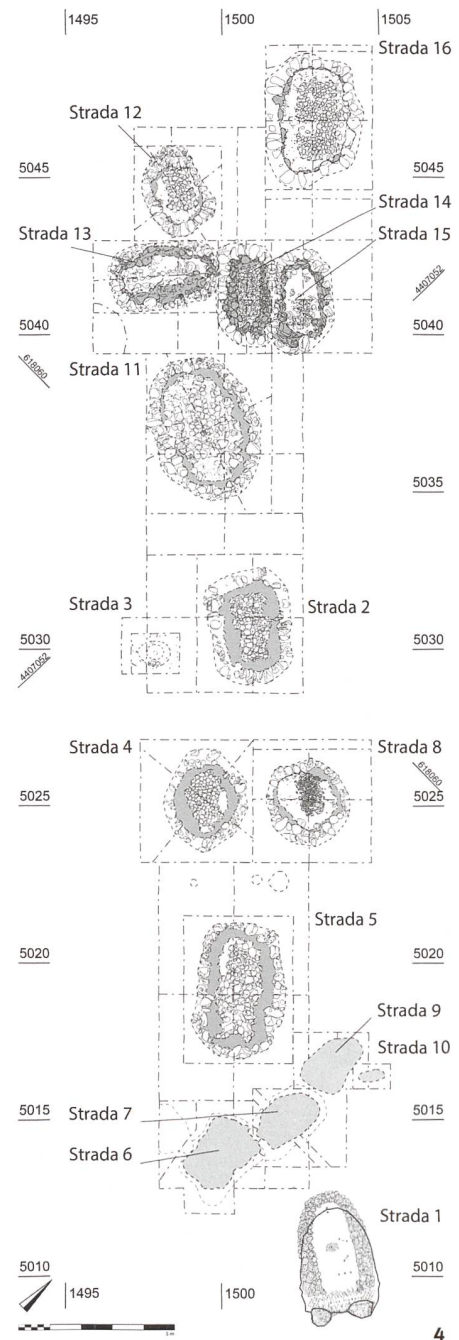 1495 1500 1505
Strada 16
Strada 12
5045 5045
Strada 14
Strada 13 Strada 15
4407052
5040 5040
618060
Strada 11
5035
Strada 3 Strada 2
5030 5030
4407052
Strada 4 Strada 8
618060
5025 5025
Strada 5
5020 5020
Strada 9
Strada 10
5015
Strada 7 5015
Strada 6
Strada 1
5010 1495 1500 5010
5 m
4